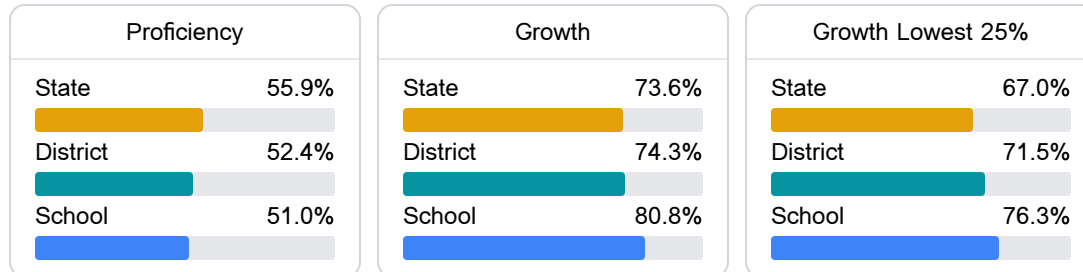 Proficiency
State 55.9%
District 52.4%
School 51.0%
Growth
State 73.6%
District 74.3%
School 80.8%
Growth Lowest 25%
State 67.0%
District 71.5%
School 76.3%